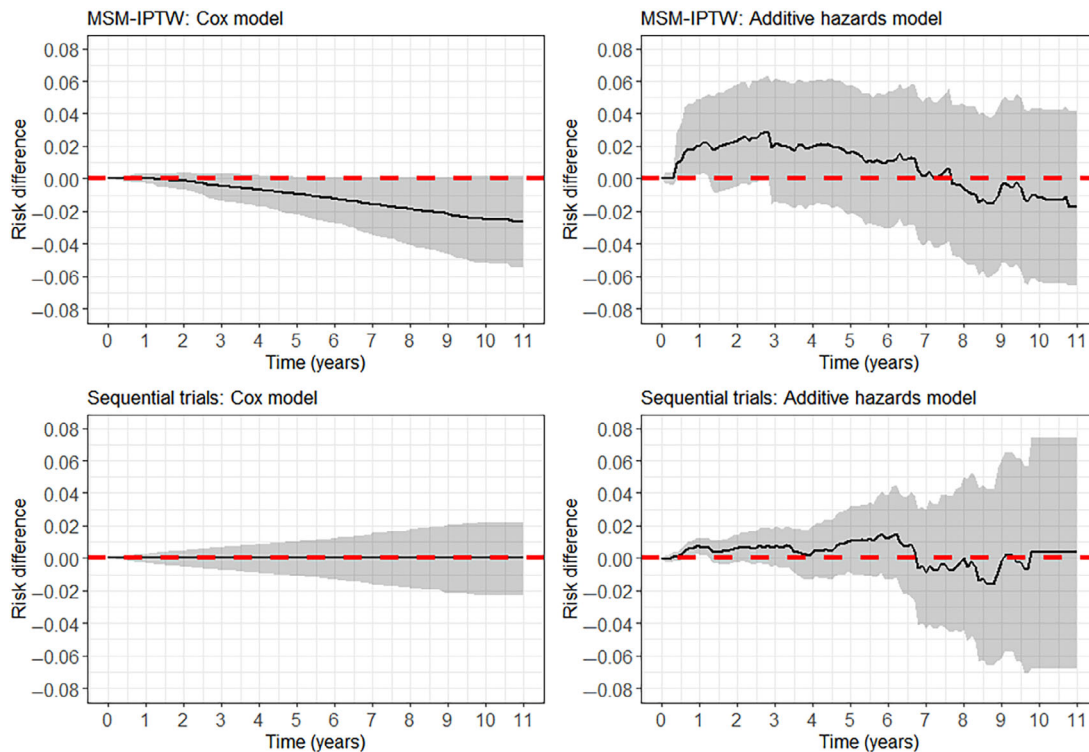 MSM-IPTW: Cox model
Risk difference
0.08
0.06
0.04
0.02
0.00
−0.02
−0.04
−0.06
−0.08
0 1 2 3 4 5 6 7 8 9 10 11
Time (years)
MSM-IPTW: Additive hazards model
Risk difference
0.08
0.06
0.04
0.02
0.00
−0.02
−0.04
−0.06
−0.08
0 1 2 3 4 5 6 7 8 9 10 11
Time (years)
Sequential trials: Cox model
Risk difference
0.08
0.06
0.04
0.02
0.00
−0.02
−0.04
−0.06
−0.08
0 1 2 3 4 5 6 7 8 9 10 11
Time (years)
Sequential trials: Additive hazards model
Risk difference
0.08
0.06
0.04
0.02
0.00
−0.02
−0.04
−0.06
−0.08
0 1 2 3 4 5 6 7 8 9 10 11
Time (years)